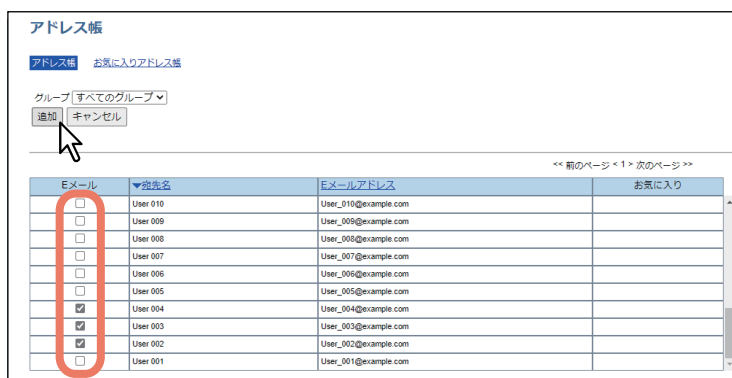 アドレス帳
アドレス帳 お気に入りアドレス帳
グループ すべてのグループ
追加 キャンセル
<< 前のページ < 1 > 次のページ >>
Eメール ▼宛先名 Eメールアドレス お気に入り
User 010 User_010@example.com
User 009 User_009@example.com
User 008 User_008@example.com
User 007 User_007@example.com
User 006 User_006@example.com
User 005 User_005@example.com
User 004 User_004@example.com
User 003 User_003@example.com
User 002 User_002@example.com
User 001 User_001@example.com